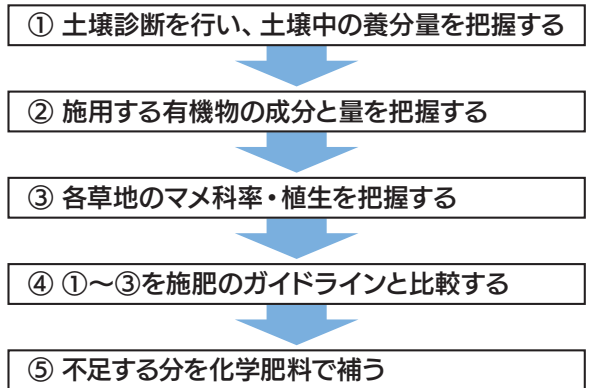 ① 土壌診断を行い、土壌中の養分量を把握する
② 施用する有機物の成分と量を把握する
③ 各草地のマメ科率・植生を把握する
④ ①～③を施肥のガイドラインと比較する
⑤ 不足する分を化学肥料で補う